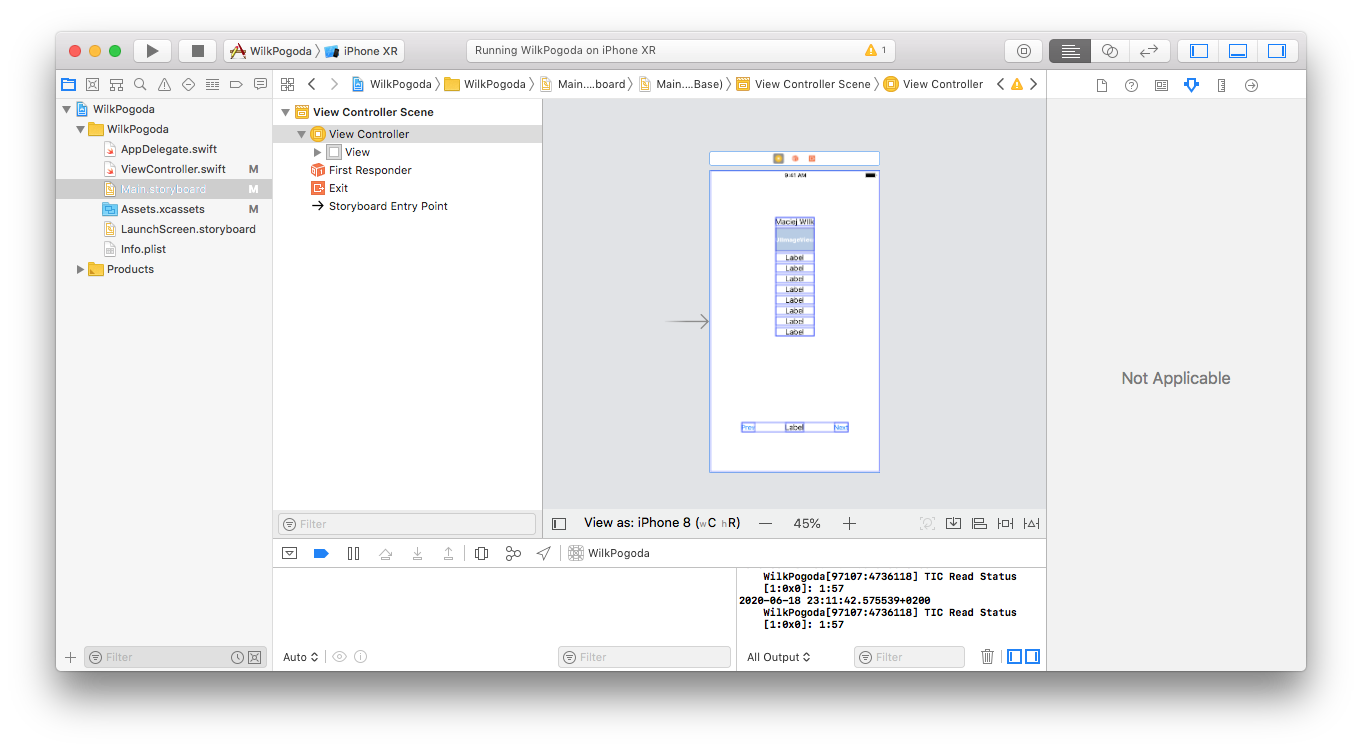 WilkPogoda
iPhone XR
Running WilkPogoda on iPhone XR
1
WilkPogoda
WilkPogoda
Main....board
Main....Base)
View Controller Scene
View Controller
WilkPogoda
WilkPogoda
AppDelegate.swift
ViewController.swift M
Main.storyboard M
Assets.xcassets M
LaunchScreen.storyboard
Info.plist
Products
Filter
View Controller Scene
View Controller
View
First Responder
Exit
Storyboard Entry Point
Filter
9:41 AM
Maciej Wilk
UIImageView
Label
Label
Label
Label
Label
Label
Label
Label
Prev Label Next
View as: iPhone 8 (wC hR)
45%
WilkPogoda
WilkPogoda[97107:4736118] TIC Read Status
[1:0x0]: 1:57
2020-06-18 23:11:42.575539+0200
WilkPogoda[97107:4736118] TIC Read Status
[1:0x0]: 1:57
Auto
Filter
All Output
Filter
Not Applicable